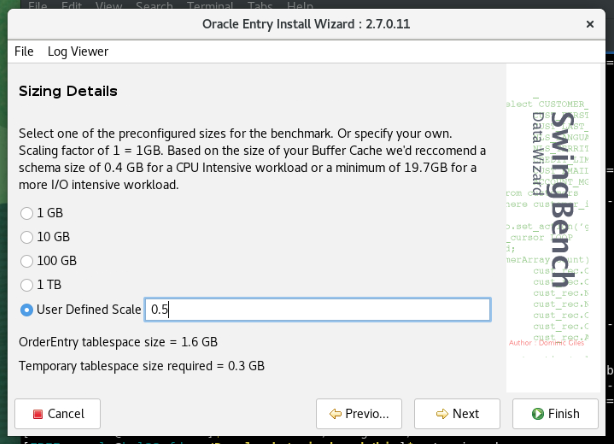 File Edit View Search Terminal Tabs Help
Oracle Entry Install Wizard : 2.7.0.11
File Log Viewer
Sizing Details
Select one of the preconfigured sizes for the benchmark. Or specify your own.
Scaling factor of 1 = 1GB. Based on the size of your Buffer Cache we'd reccomend a
schema size of 0.4 GB for a CPU Intensive workload or a minimum of 19.7GB for a
more I/O intensive workload.
1 GB
10 GB
100 GB
1 TB
User Defined Scale 0.5
OrderEntry tablespace size = 1.6 GB
Temporary tablespace size required = 0.3 GB
SwingBench
Data Wizard
Author : Dominic Giles
Cancel
Previo...
Next
Finish